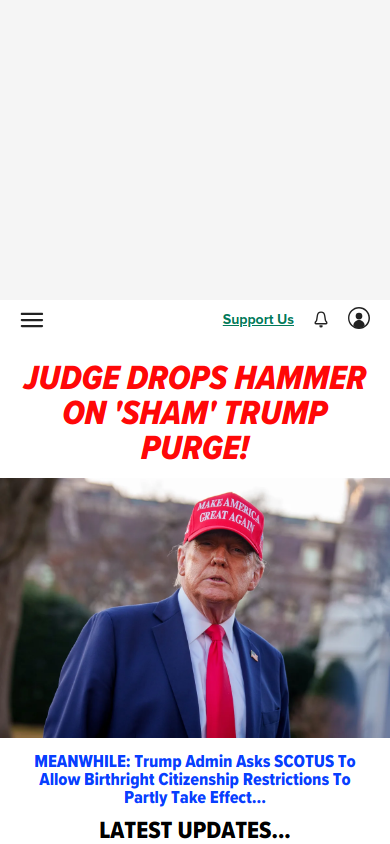 Support Us
JUDGE DROPS HAMMER
ON 'SHAM' TRUMP
PURGE!
MAKE AMERICA
GREAT AGAIN
MEANWHILE: Trump Admin Asks SCOTUS To
Allow Birthright Citizenship Restrictions To
Partly Take Effect...
LATEST UPDATES...